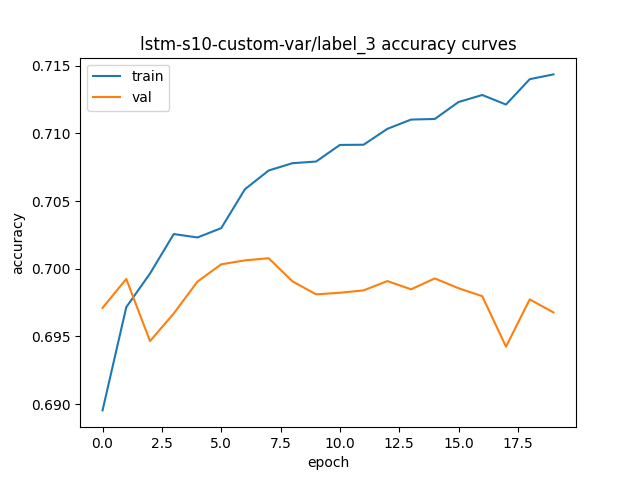 lstm-s10-custom-var/label_3 accuracy curves
train
val
0.715
0.710
0.705
0.700
0.695
0.690
accuracy
0.0 2.5 5.0 7.5 10.0 12.5 15.0 17.5
epoch